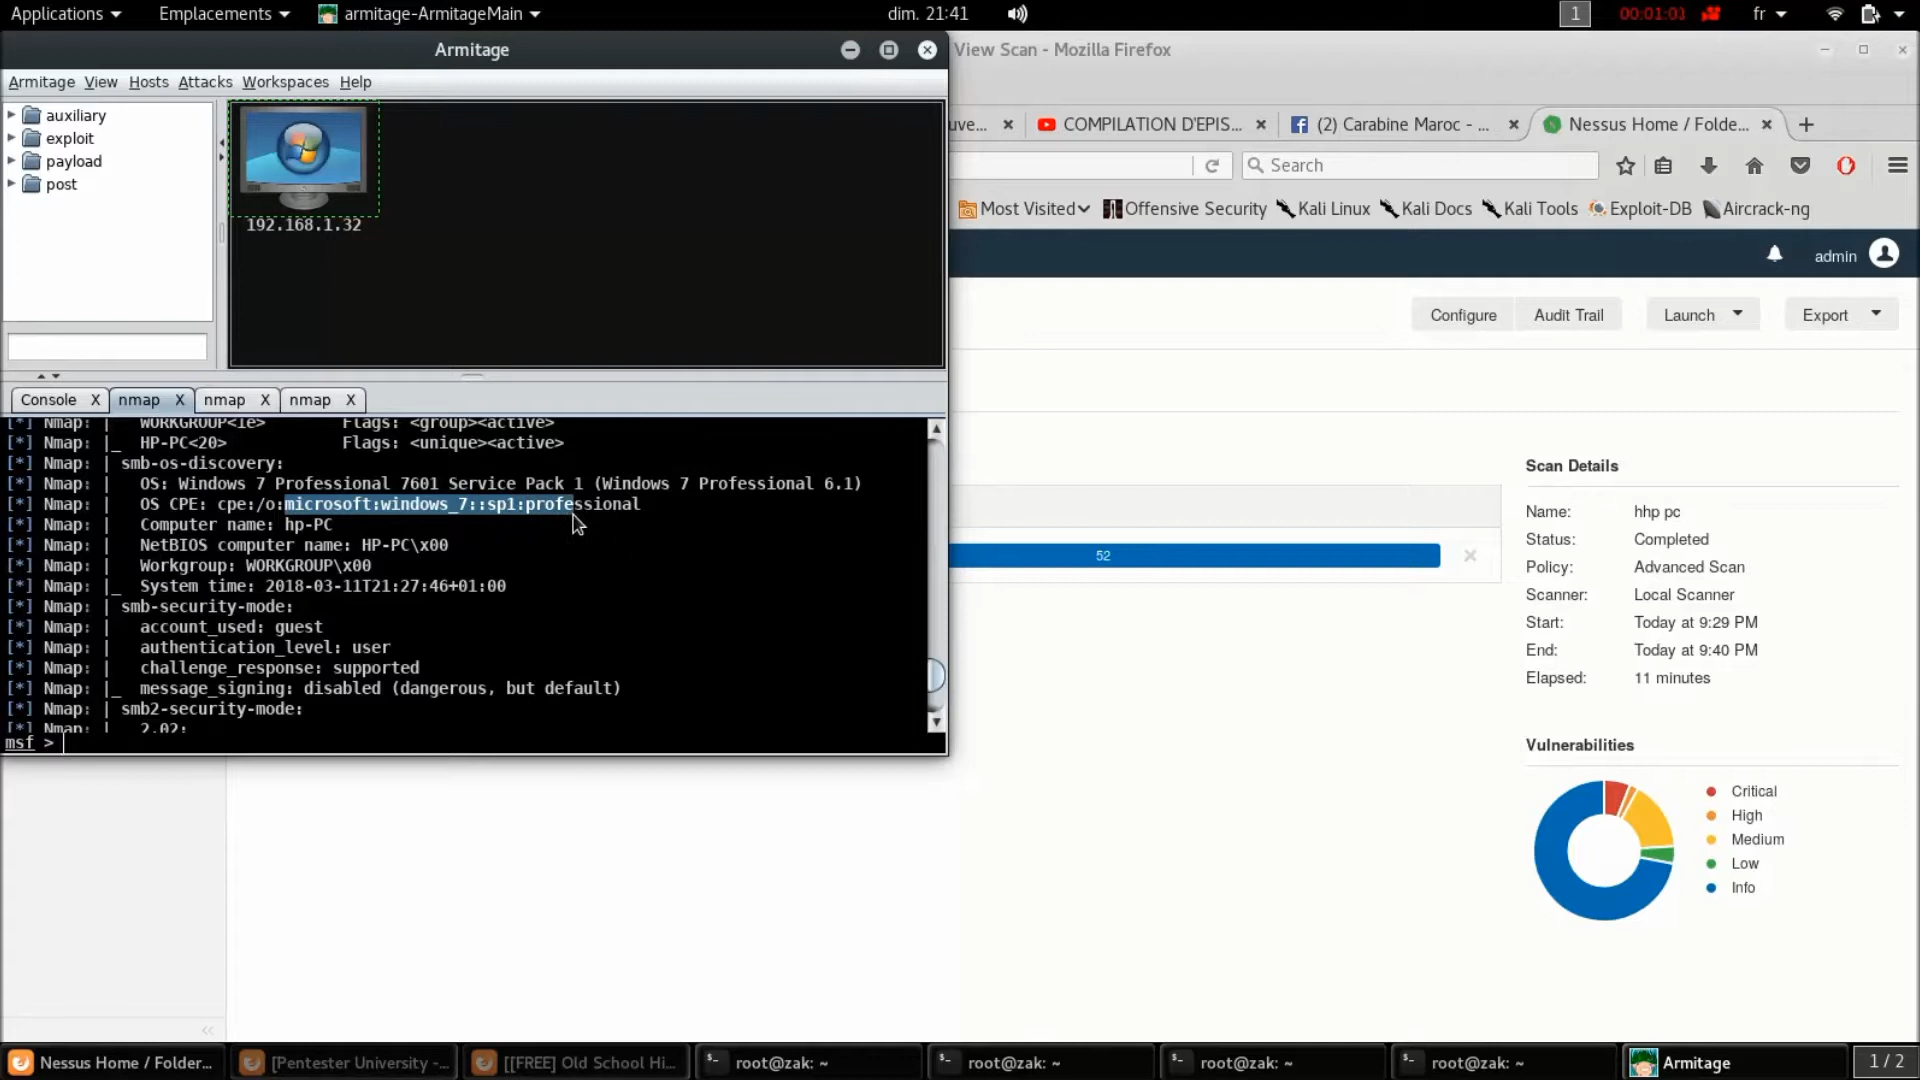 Applications Emplacements armitage-ArmitageMain dim. 21:41 1 00:01:01 fr
Armitage
Armitage View Hosts Attacks Workspaces Help
auxiliary
exploit
payload
post
192.168.1.32
Console X nmap X nmap X nmap X
[*] Nmap: | WORKGROUP<1e> Flags: <group><active>
[*] Nmap: |_ HP-PC<20> Flags: <unique><active>
[*] Nmap: | smb-os-discovery:
[*] Nmap: | OS: Windows 7 Professional 7601 Service Pack 1 (Windows 7 Professional 6.1)
[*] Nmap: | OS CPE: cpe:/o:microsoft:windows_7::sp1:professional
[*] Nmap: | Computer name: hp-PC
[*] Nmap: | NetBIOS computer name: HP-PC\x00
[*] Nmap: | Workgroup: WORKGROUP\x00
[*] Nmap: |_ System time: 2018-03-11T21:27:46+01:00
[*] Nmap: | smb-security-mode:
[*] Nmap: | account_used: guest
[*] Nmap: | authentication_level: user
[*] Nmap: | challenge_response: supported
[*] Nmap: |_ message_signing: disabled (dangerous, but default)
[*] Nmap: | smb2-security-mode:
[*] Nmap: | 2.02:
msf >
View Scan - Mozilla Firefox
uve... COMPILATION D'EPIS... (2) Carabine Maroc - ... Nessus Home / Folde...
Search
Most Visited Offensive Security Kali Linux Kali Docs Kali Tools Exploit-DB Aircrack-ng
admin
Configure Audit Trail Launch Export
52
Scan Details
Name: hhp pc
Status: Completed
Policy: Advanced Scan
Scanner: Local Scanner
Start: Today at 9:29 PM
End: Today at 9:40 PM
Elapsed: 11 minutes
Vulnerabilities
Critical
High
Medium
Low
Info
Nessus Home / Folder... [Pentester University -... [[FREE] Old School Hi... root@zak: ~ root@zak: ~ root@zak: ~ root@zak: ~ Armitage 1 / 2